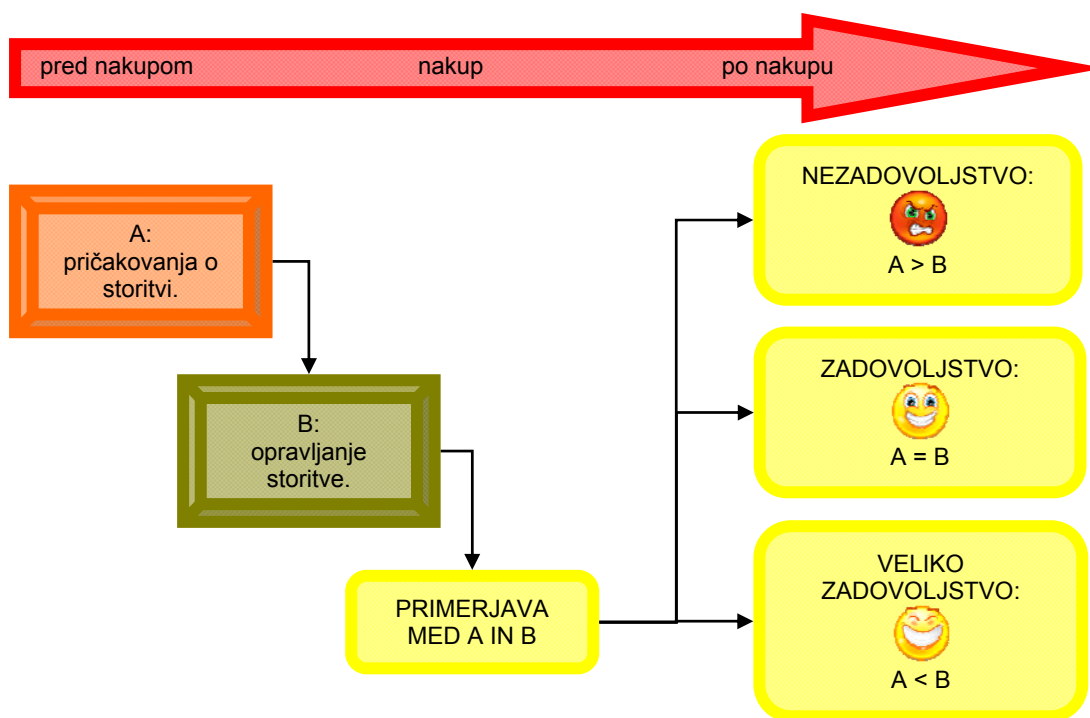 pred nakupom nakup po nakupu
A:
pričakovanja o
storitvi.
B:
opravljanje
storitve.
PRIMERJAVA
MED A IN B
NEZADOVOLJSTVO:
A > B
ZADOVOLJSTVO:
A = B
VELIKO
ZADOVOLJSTVO:
A < B